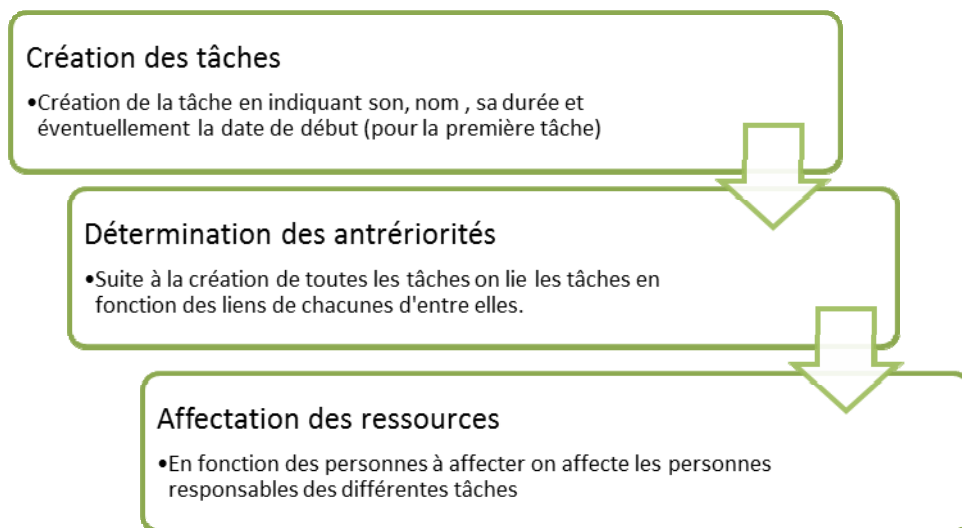 Création des tâches
•Création de la tâche en indiquant son, nom , sa durée et
éventuellement la date de début (pour la première tâche)
Détermination des antrériorités
•Suite à la création de toutes les tâches on lie les tâches en
fonction des liens de chacunes d'entre elles.
Affectation des ressources
•En fonction des personnes à affecter on affecte les personnes
responsables des différentes tâches